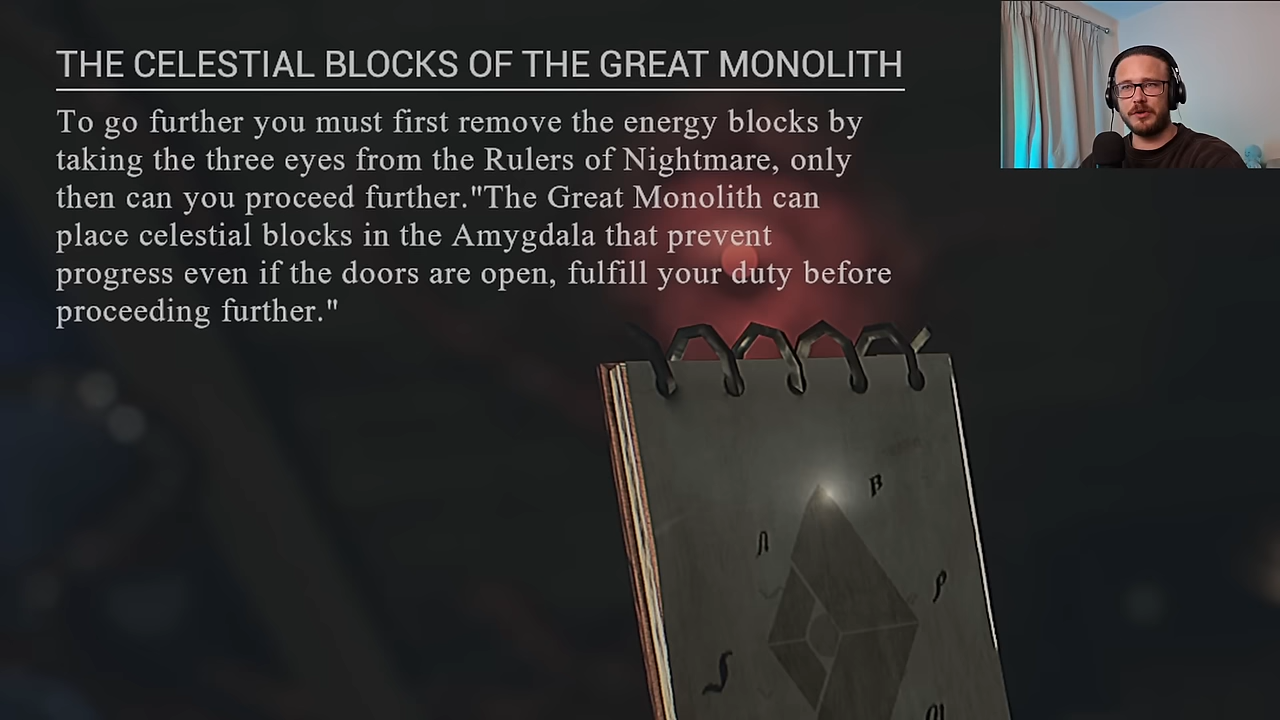 THE CELESTIAL BLOCKS OF THE GREAT MONOLITH
To go further you must first remove the energy blocks by
taking the three eyes from the Rulers of Nightmare, only
then can you proceed further."The Great Monolith can
place celestial blocks in the Amygdala that prevent
progress even if the doors are open, fulfill your duty before
proceeding further."